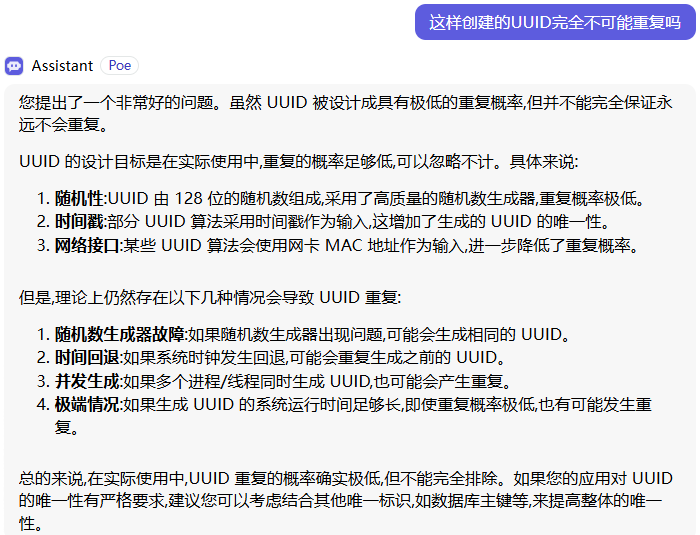 这样创建的UUID完全不可能重复吗
Assistant Poe
您提出了一个非常好的问题。虽然 UUID 被设计成具有极低的重复概率,但并不能完全保证永
远不会重复。
UUID 的设计目标是在实际使用中,重复的概率足够低,可以忽略不计。具体来说:
1. 随机性:UUID 由 128 位的随机数组成,采用了高质量的随机数生成器,重复概率极低。
2. 时间戳:部分 UUID 算法采用时间戳作为输入,这增加了生成的 UUID 的唯一性。
3. 网络接口:某些 UUID 算法会使用网卡 MAC 地址作为输入,进一步降低了重复概率。
但是,理论上仍然存在以下几种情况会导致 UUID 重复:
1. 随机数生成器故障:如果随机数生成器出现问题,可能会生成相同的 UUID。
2. 时间回退:如果系统时钟发生回退,可能会重复生成之前的 UUID。
3. 并发生成:如果多个进程/线程同时生成 UUID,也可能会产生重复。
4. 极端情况:如果生成 UUID 的系统运行时间足够长,即使重复概率极低,也有可能发生重
复。
总的来说,在实际使用中,UUID 重复的概率确实极低,但不能完全排除。如果您的应用对 UUID
的唯一性有严格要求,建议您可以考虑结合其他唯一标识,如数据库主键等,来提高整体的唯一
性。